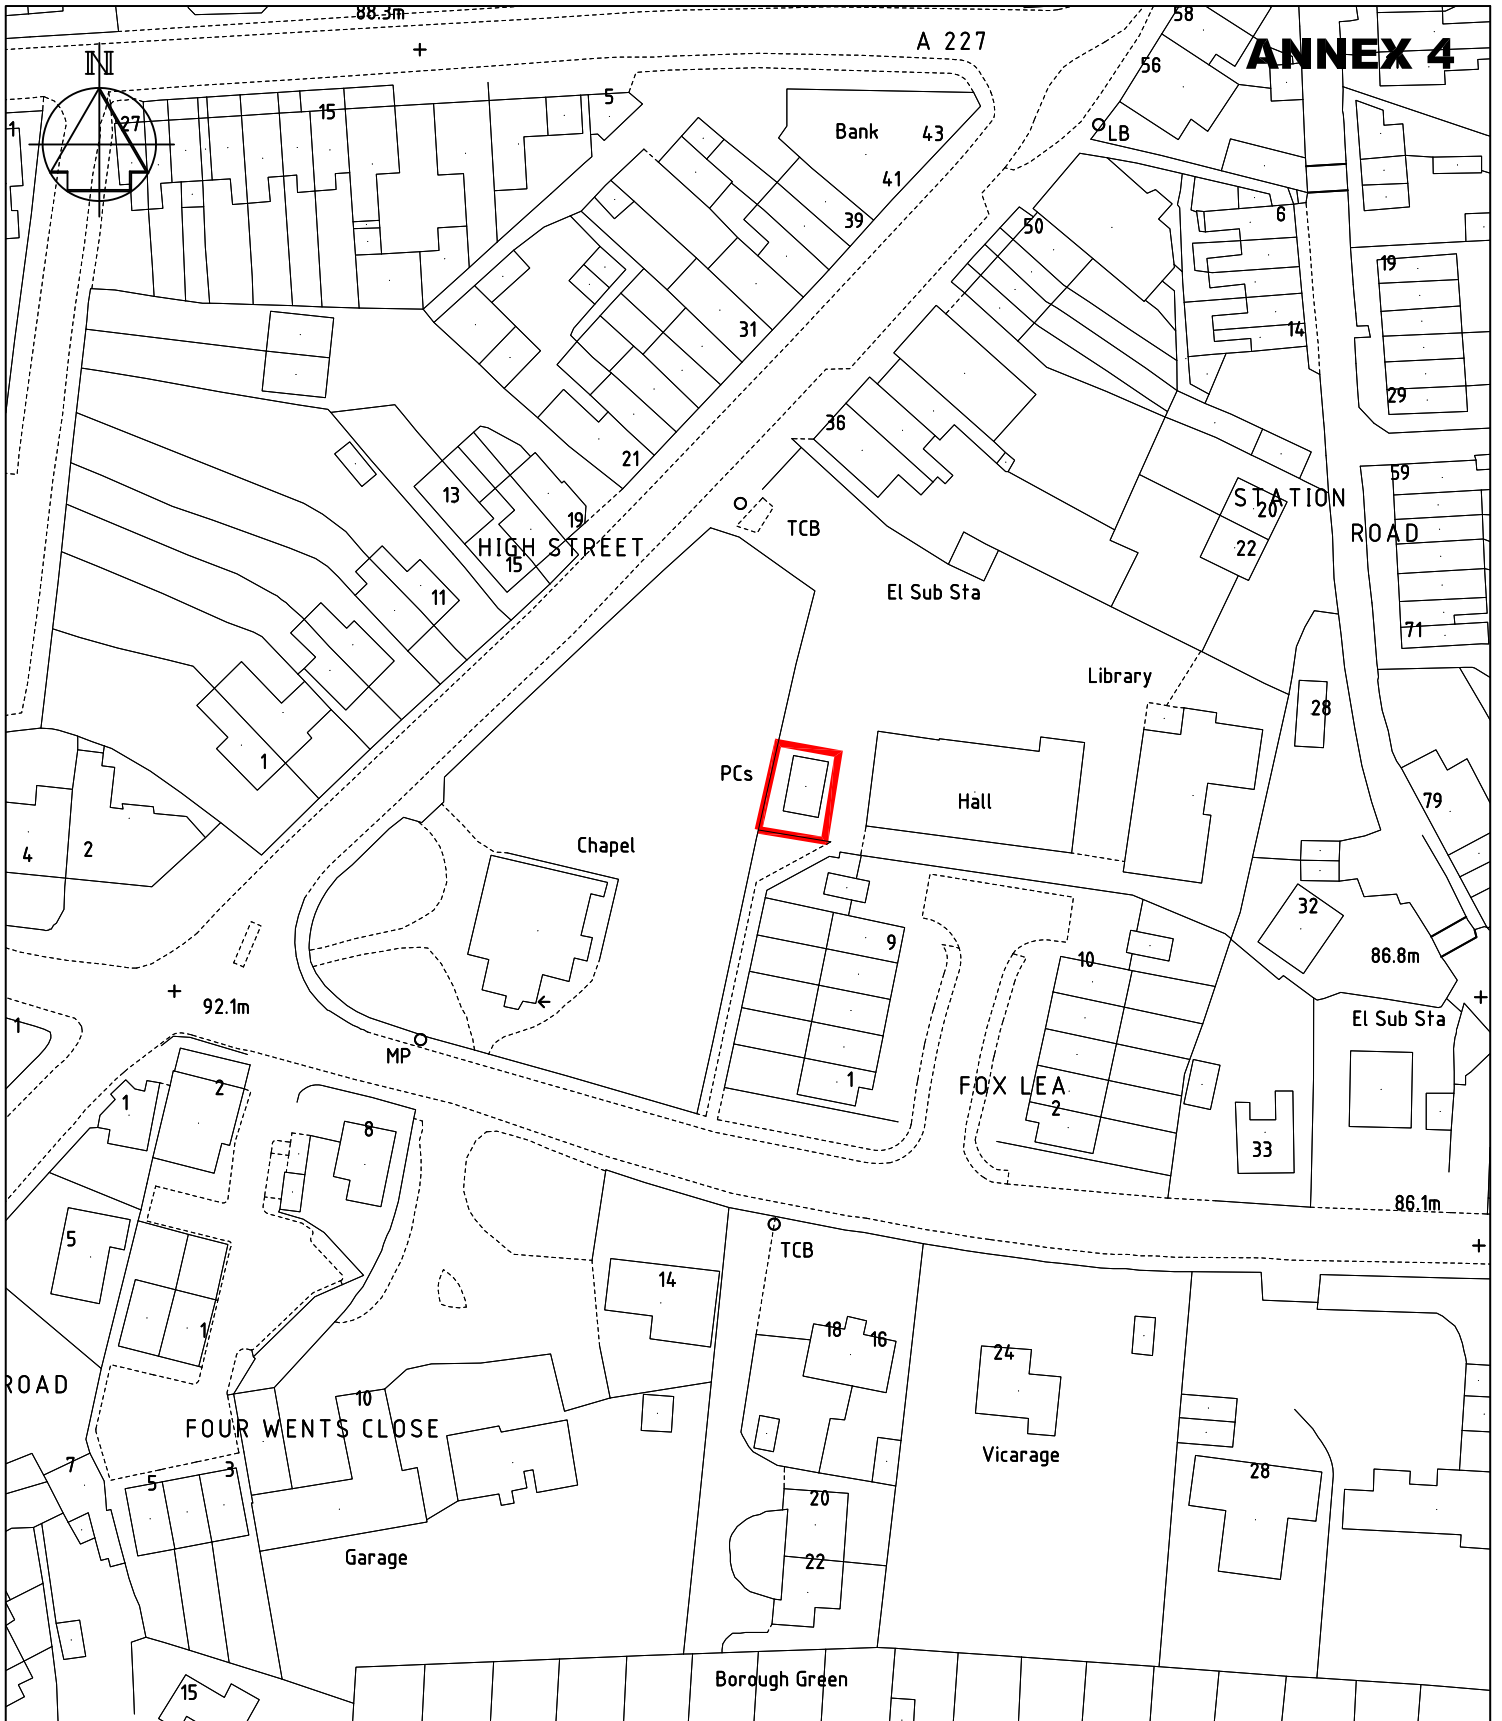 88.3m
A 227
58
ANNEX 4
N
56
5
15
27
1
Bank
43
LB
41
39
6
50
19
31
14
29
36
21
59
13
STATION
20
19
TCB
ROAD
HIGH STREET
22
15
El Sub Sta
11
71
Library
28
1
PCs
Hall
79
Chapel
4
2
32
9
10
86.8m
92.1m
El Sub Sta
1
MP
FOX LEA
1
2
1
2
8
33
86.1m
5
TCB
14
1
18
16
24
ROAD
10
FOUR WENTS CLOSE
Vicarage
7
5
3
28
20
Garage
22
Borough Green
15